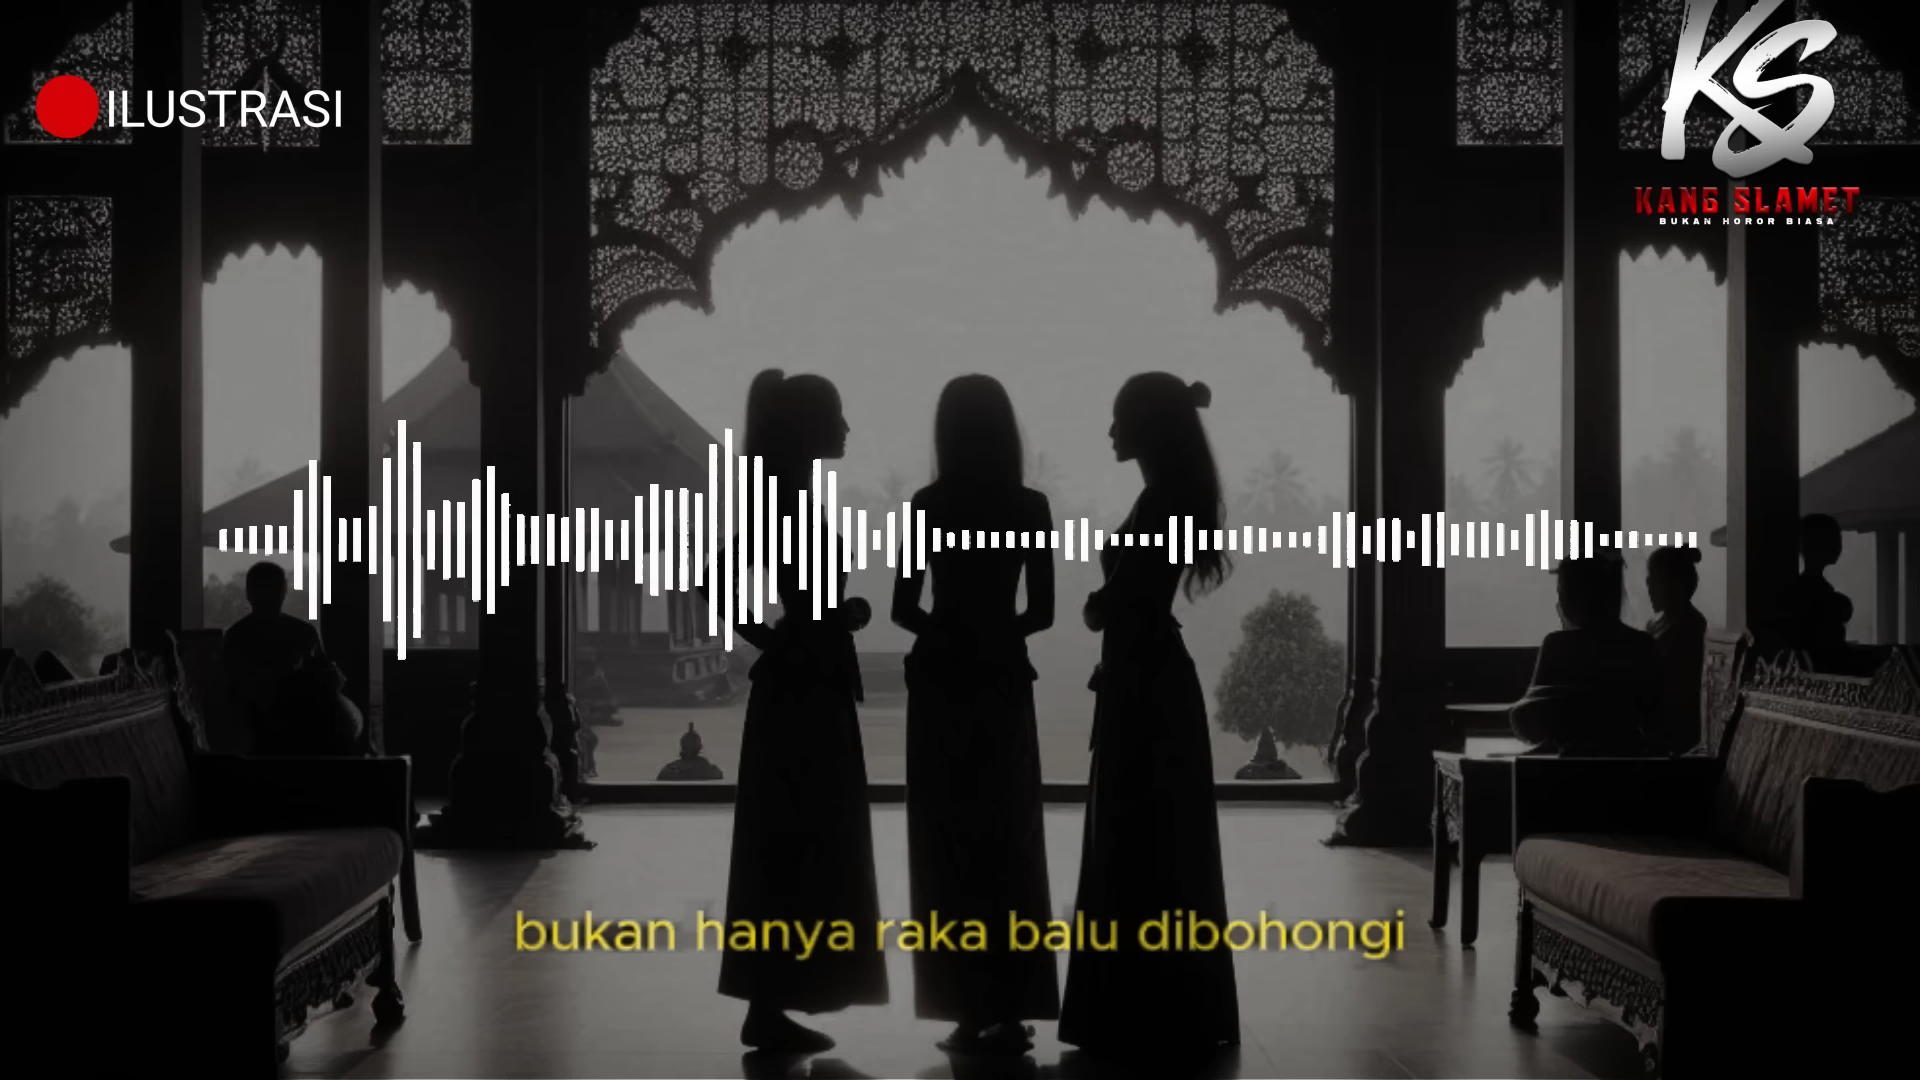 ILUSTRASI
KS
KANG SLAMET
BUKAN HOROR BIASA
bukan hanya raka balu dibohongi